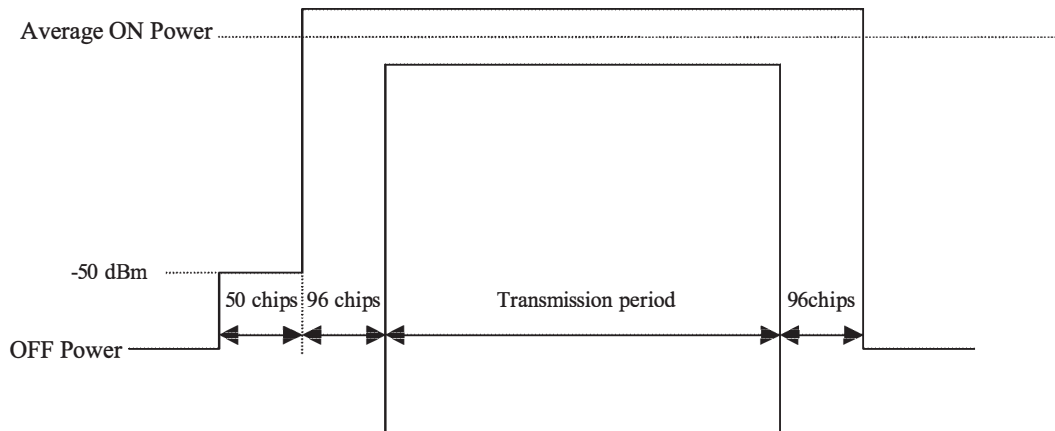 Average ON Power
-50 dBm
50 chips
96 chips
Transmission period
96chips
OFF Power